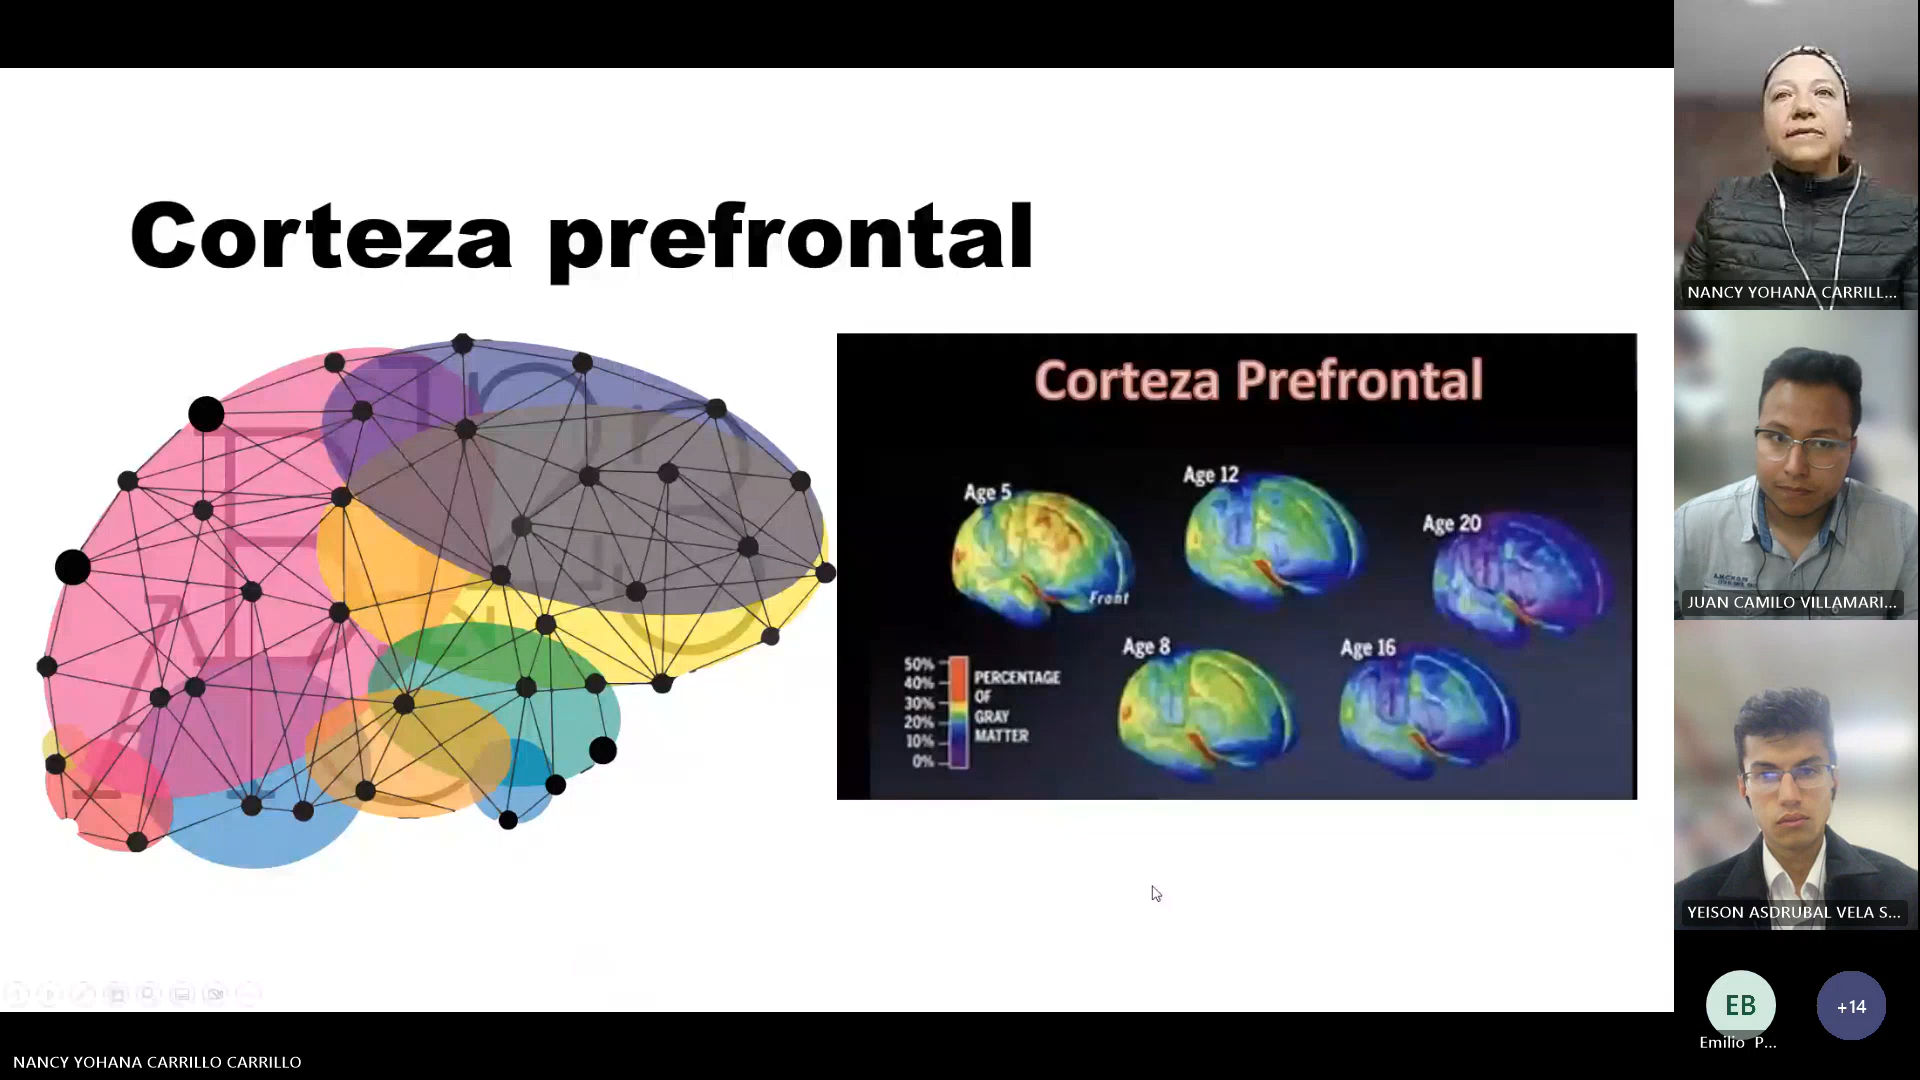 Corteza prefrontal
Corteza Prefrontal
Age 5
Age 12
Age 20
Front
Age 8
Age 16
50%
40%
30%
20%
10%
0%
PERCENTAGE
OF
GRAY
MATTER
NANCY YOHANA CARRILL...
JUAN CAMILO VILLAMARI...
YEISON ASDRUBAL VELA S...
EB
+14
Emilio P...
NANCY YOHANA CARRILLO CARRILLO